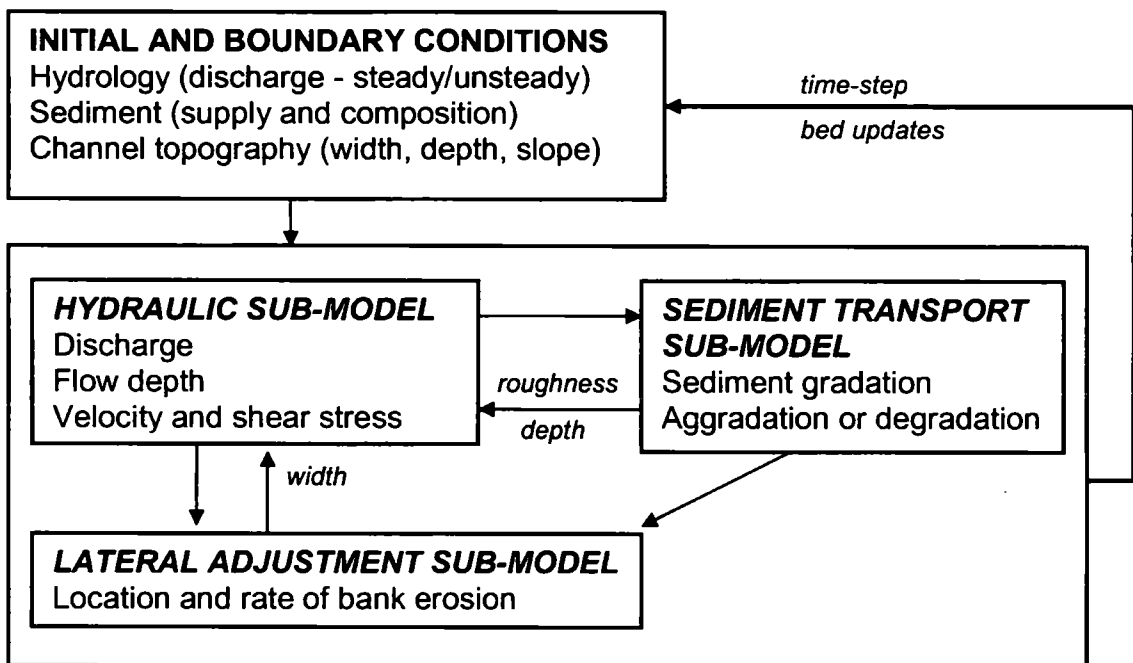 INITIAL AND BOUNDARY CONDITIONS
Hydrology (discharge - steady/unsteady)
Sediment (supply and composition)
Channel topography (width, depth, slope)
time-step
bed updates
HYDRAULIC SUB-MODEL
Discharge
Flow depth
Velocity and shear stress
roughness
depth
SEDIMENT TRANSPORT
SUB-MODEL
Sediment gradation
Aggradation or degradation
width
LATERAL ADJUSTMENT SUB-MODEL
Location and rate of bank erosion